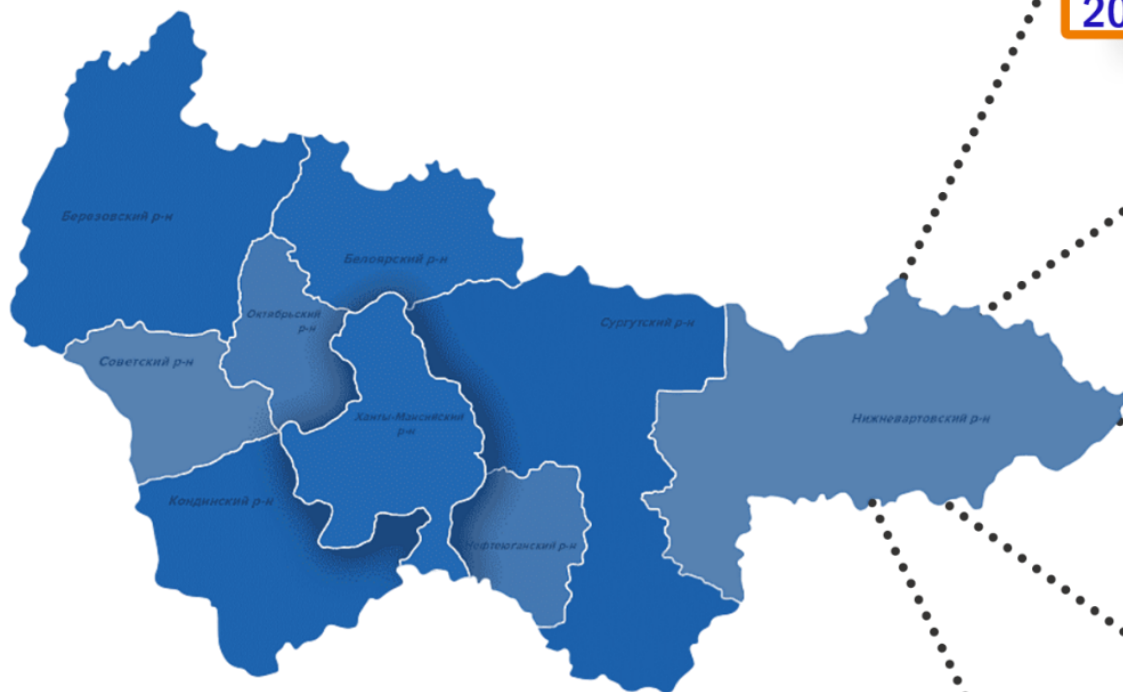 20
Березовский р-н
Белоярский р-н
Октябрьский
р-н
Сургутский р-н
Советский р-н
Ханты-Мансийский
р-н
Нижневартовский р-н
Кондинский р-н
Нефтеюганский р-н